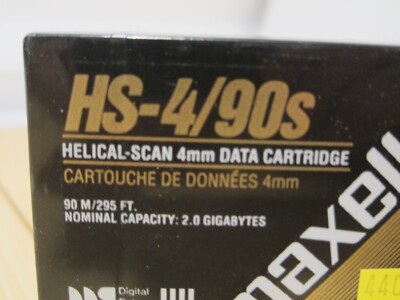 HS-4/90s
HELICAL-SCAN 4mm DATA CARTRIDGE
CARTOUCHE DE DONNÉES 4mm
90 M/295 FT.
NOMINAL CAPACITY: 2.0 GIGABYTES
maxell
Digital
440